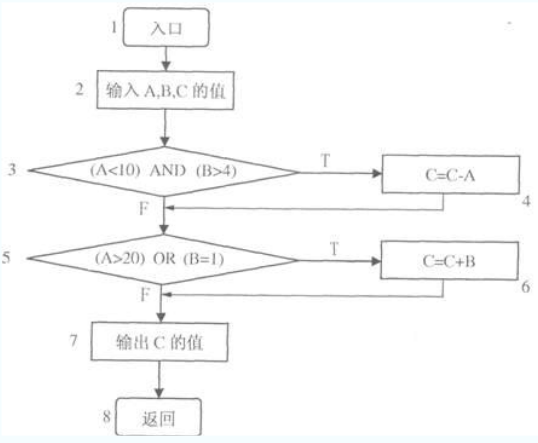 1 入口
2 输入 A,B,C 的值
3 (A<10) AND (B>4) T C=C-A
F 4
5 (A>20) OR (B=1) T C=C+B
F 6
7 输出 C 的值
8 返回